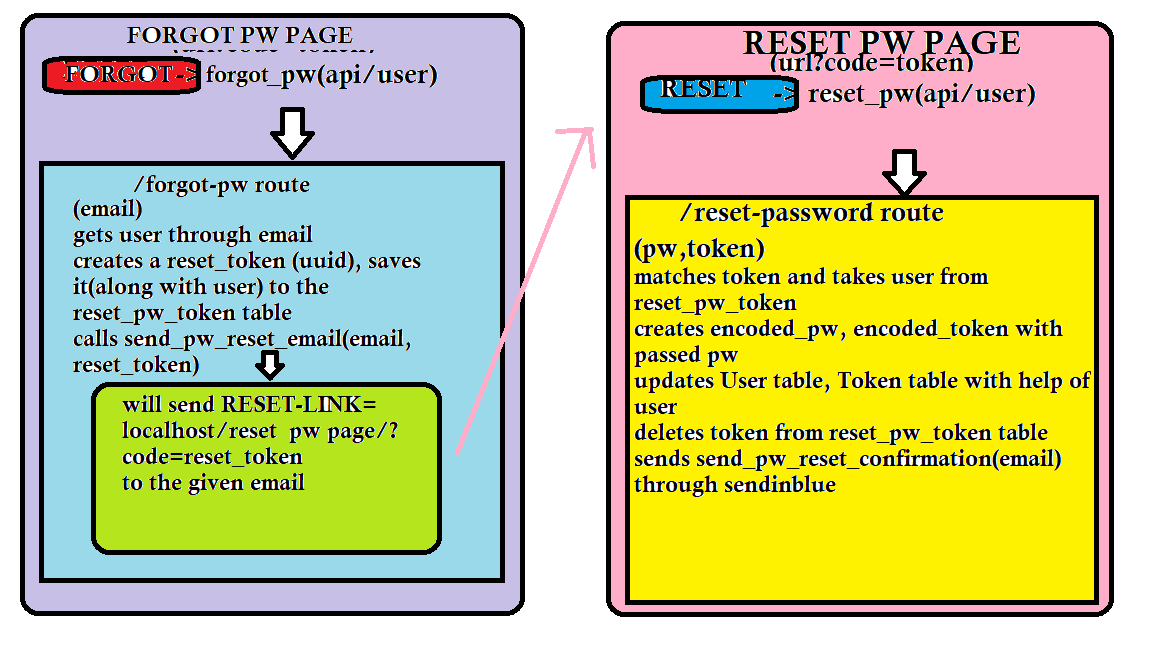 FORGOT PW PAGE
FORGOT-> forgot_pw(api/user)
/forgot-pw route
(email)
gets user through email
creates a reset_token (uuid), saves
it(along with user) to the
reset_pw_token table
calls send_pw_reset_email(email,
reset_token)
will send RESET-LINK=
localhost/reset pw page/?
code=reset_token
to the given email
RESET PW PAGE
(url?code=token)
RESET -> reset_pw(api/user)
/reset-password route
(pw,token)
matches token and takes user from
reset_pw_token
creates encoded_pw, encoded_token with
passed pw
updates User table, Token table with help of
user
deletes token from reset_pw_token table
sends send_pw_reset_confirmation(email)
through sendinblue